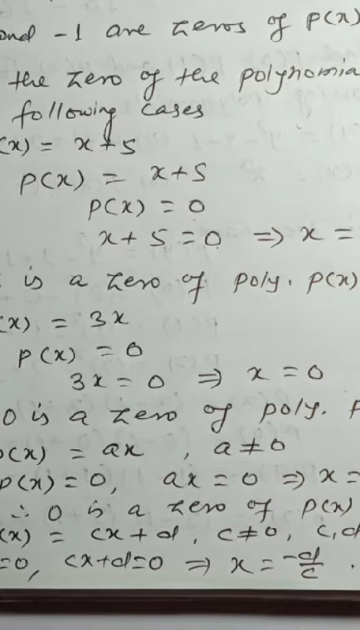 and -1 are zeros of P(x)
the zero of the polynomia
following cases
(x) = x+5
P(x) = x+5
P(x) = 0
x+5 = 0 ⇒ x =
is a zero of poly. P(x)
(x) = 3x
P(x) = 0
3x = 0 ⇒ x = 0
0 is a zero of poly. P
P(x) = ax , a ≠ 0
P(x) = 0, ax = 0 ⇒ x =
∴ 0 is a zero of P(x)
(x) = cx + d, c ≠ 0, c, d
=0, cx+d=0 ⇒ x = -d/c .